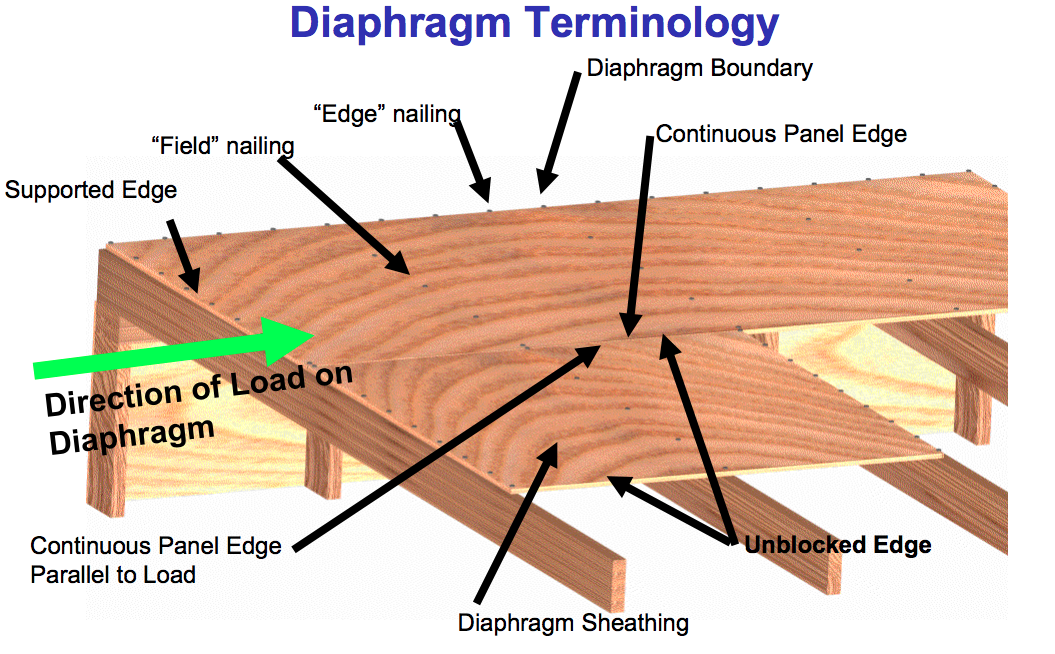 Diaphragm Terminology
Diaphragm Boundary
“Edge” nailing
Continuous Panel Edge
“Field” nailing
Supported Edge
Direction of Load on
Diaphragm
Continuous Panel Edge
Parallel to Load
Unblocked Edge
Diaphragm Sheathing